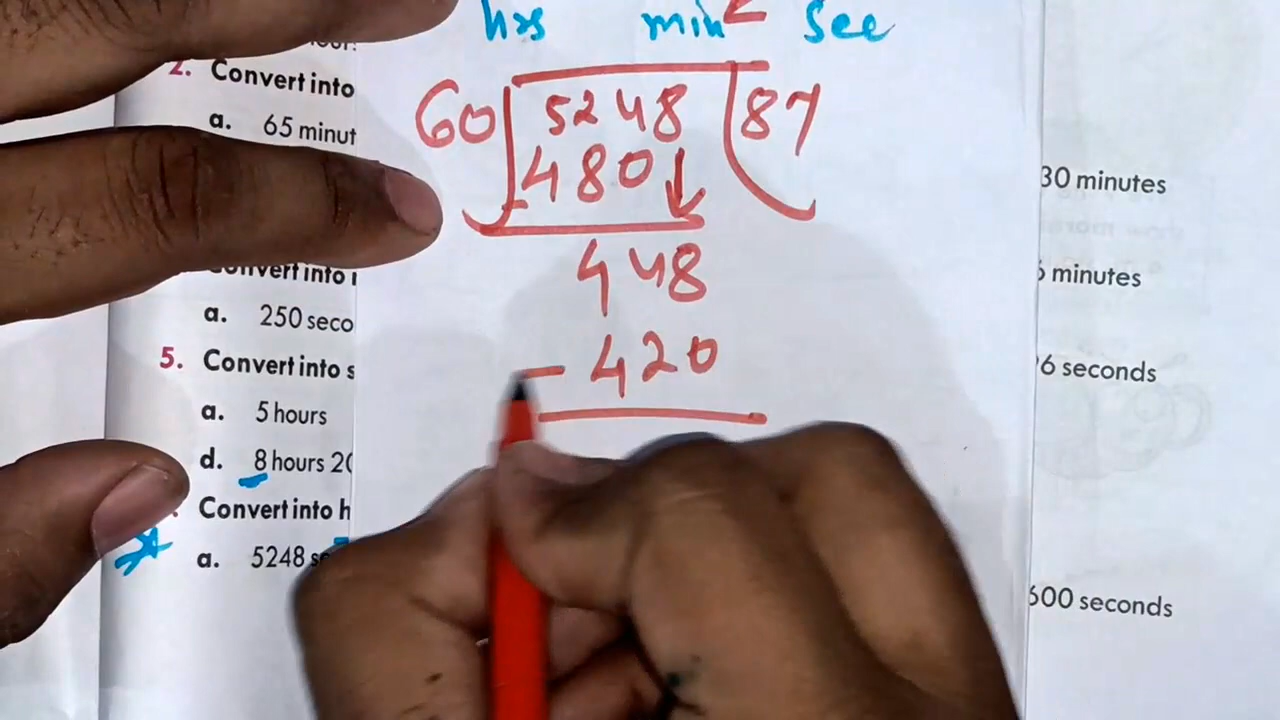 hrs min sec
60 5248 87
480
448
- 420
2. Convert into
a. 65 minut
30 minutes
Convert into
a. 250 seco
minutes
5. Convert into s
6 seconds
a. 5 hours
d. 8 hours 20
Convert into h
a. 5248 s
600 seconds